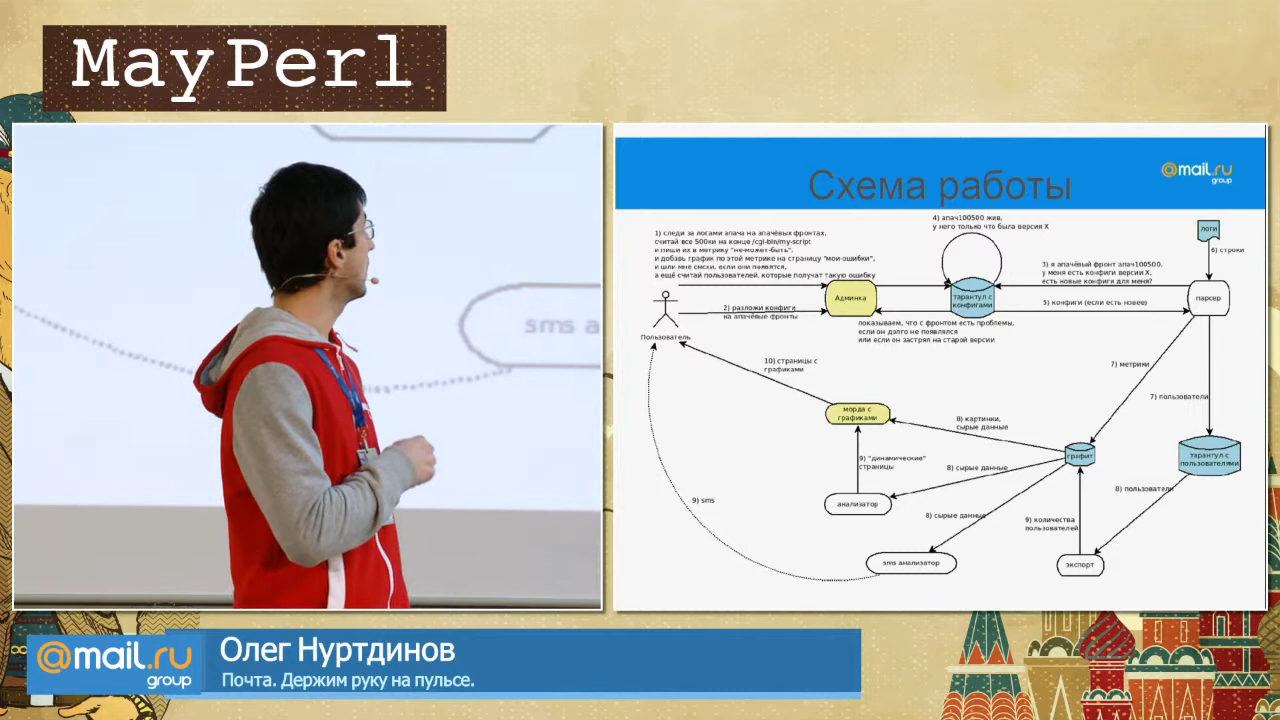 MayPerl
sms а
Схема работы
@mail.ru
group
1) следи за логами апача на апачёвых фронтах,
считай все 500ки на конце /cgi-bin/my-script
и пиши их в метрику "не-может-быть",
и добавь график по этой метрике на страницу "мои-ошибки",
и шли мне смски, если они появятся,
а ещё считай пользователей, которые получат такую ошибку
4) апач100500 жив,
у него только что была версия X
логи
6) строки
3) я апачёвый фронт апач100500.
у меня есть конфиги версии X,
есть новые конфиги для меня?
Админка
тарантул с
конфигами
парсер
2) разложи конфиги
на апачёвые фронты
5) конфиги (если есть новее)
показываем, что с фронтом есть проблемы,
если он долго не появлялся
или если он застрял на старой версии
Пользователь
10) страницы с
графиками
7) метрики
7) пользователи
морда с
графиками
8) картинки,
сырые данные
графит
тарантул с
пользователями
9) "динамические"
страницы
8) сырые данные
8) пользователи
9) sms
анализатор
8) сырые данные
9) количества
пользователей
sms анализатор
экспорт
@mail.ru
group
Олег Нуртдинов
Почта. Держим руку на пульсе.